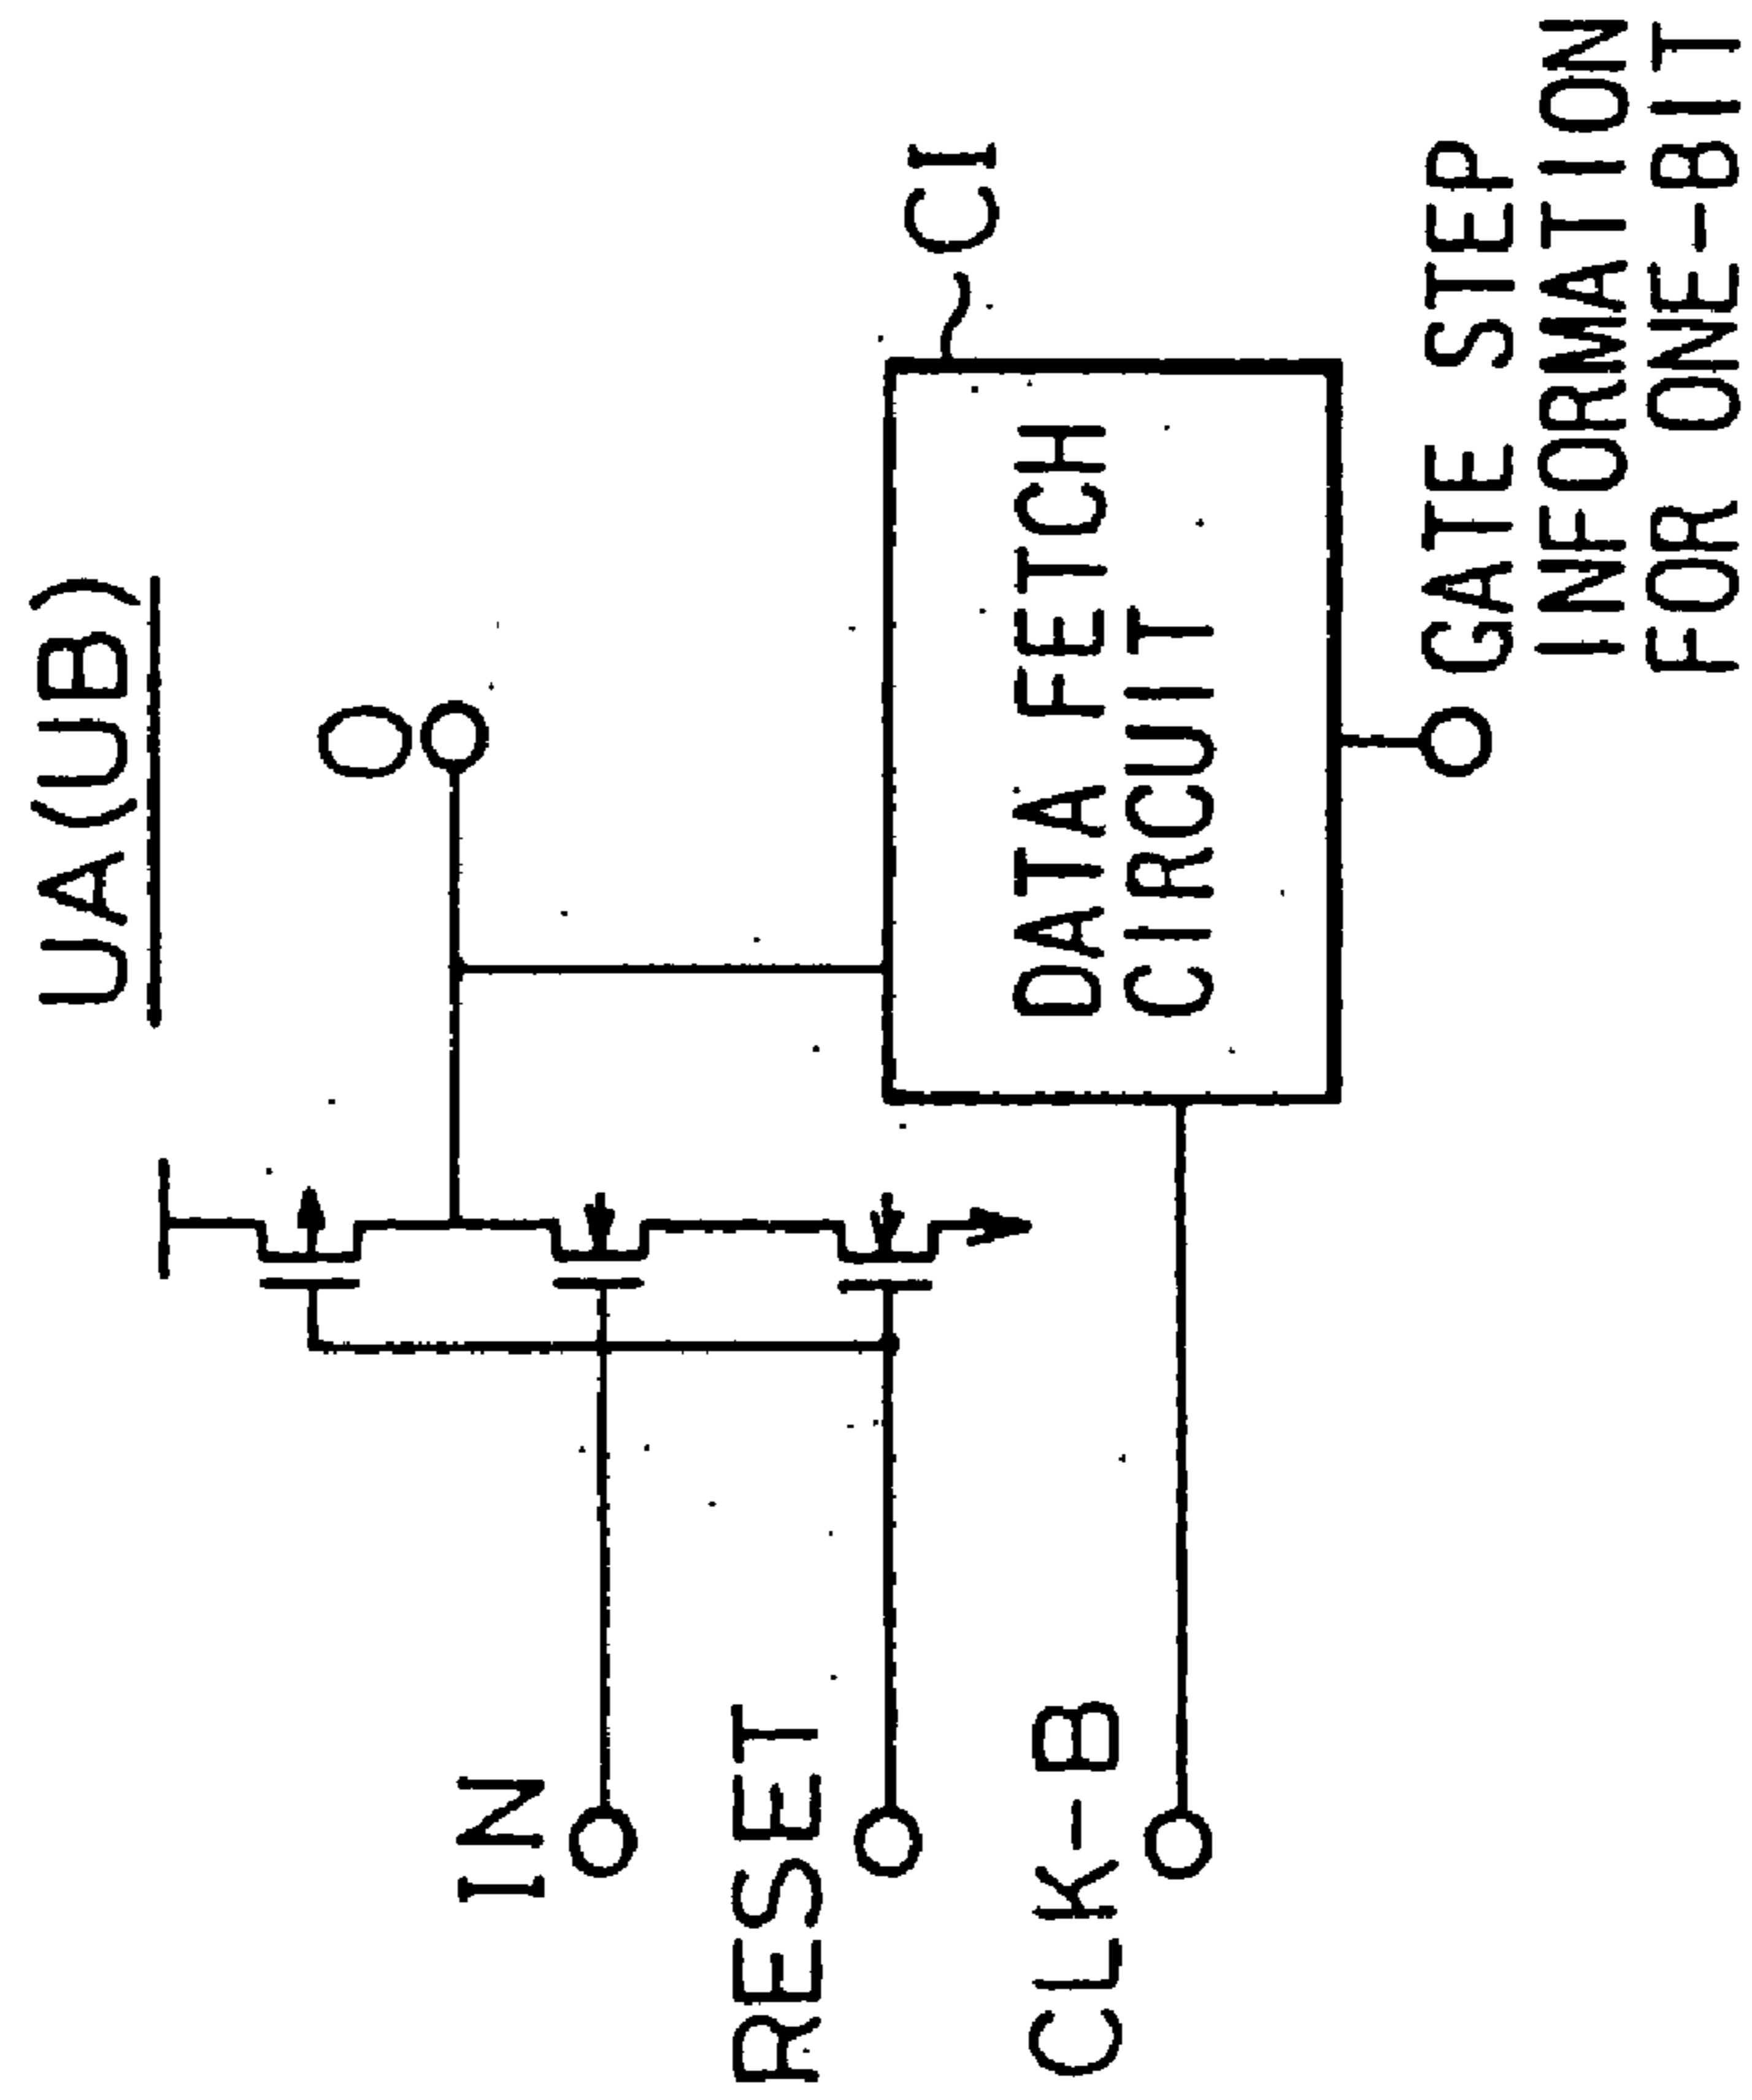 UA(UB)
O
IN
RESET
CLK-B
CI
DATA FETCH
CIRCUIT
GATE STEP
INFORMATION
FOR ONE-BIT